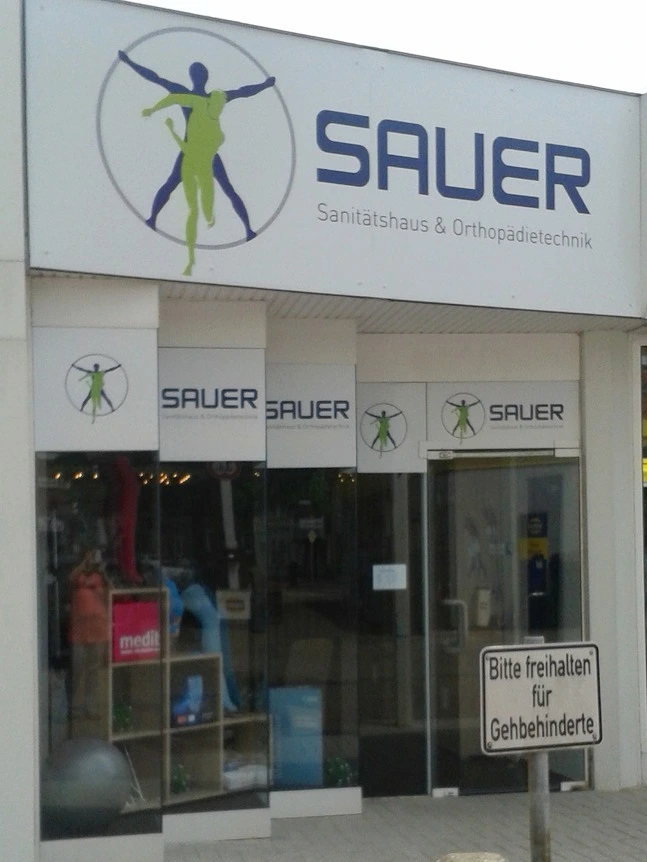 SAUER
Sanitätshaus & Orthopädietechnik
SAUER
SAUER
SAUER
medi
Bitte freihalten
für
Gehbehinderte